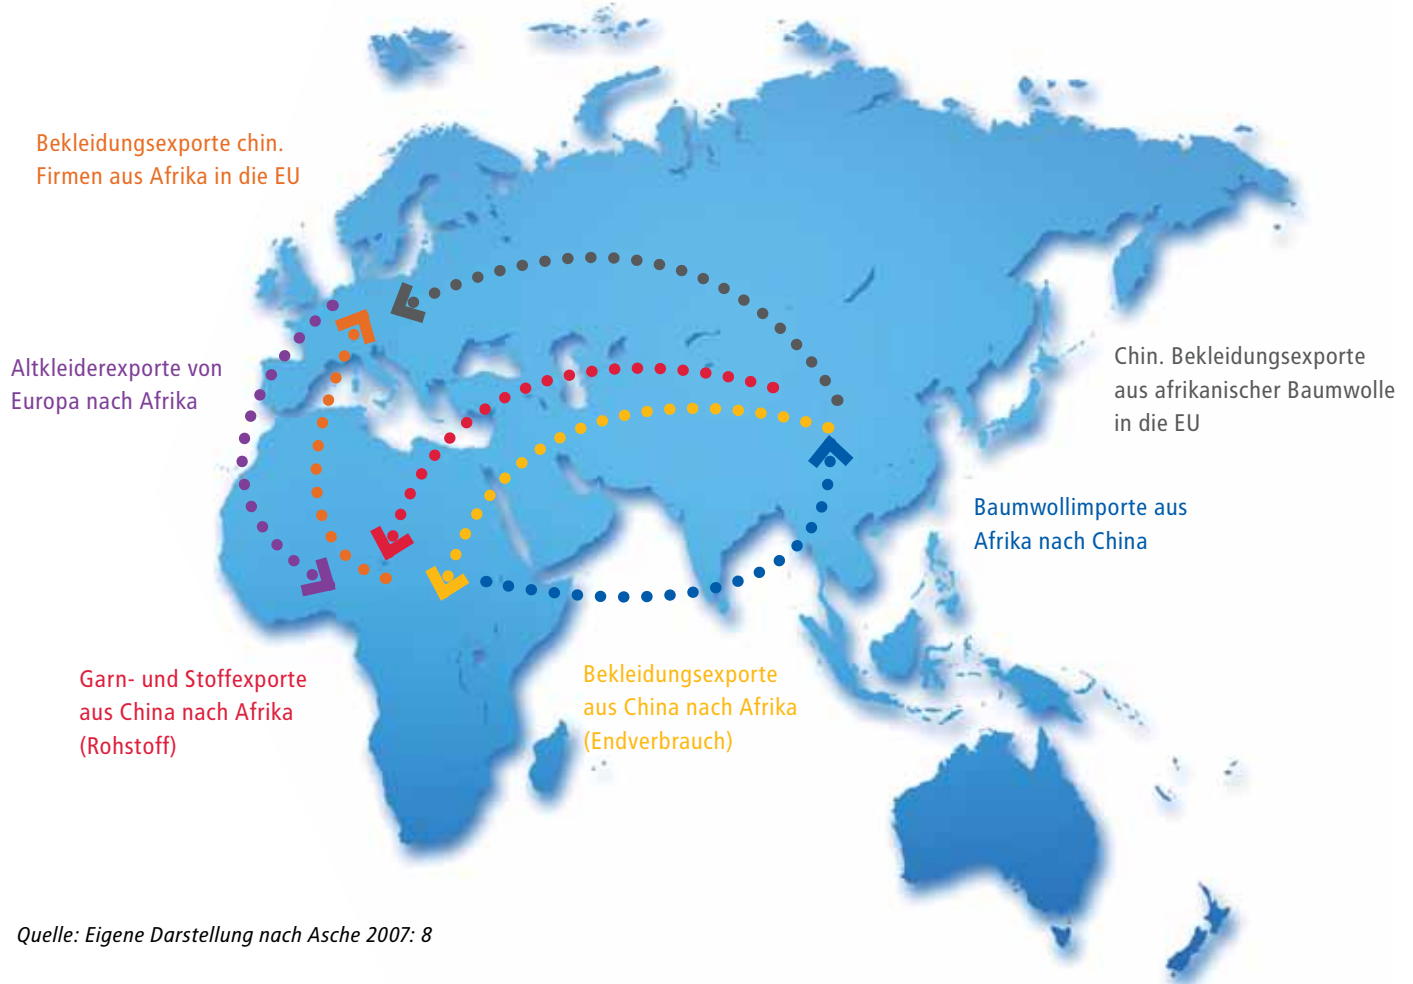 Bekleidungsexporte chin.
Firmen aus Afrika in die EU
Altkleiderexporte von
Europa nach Afrika
Chin. Bekleidungsexporte
aus afrikanischer Baumwolle
in die EU
Baumwollimporte aus
Afrika nach China
Garn- und Stoffexporte
aus China nach Afrika
(Rohstoff)
Bekleidungsexporte
aus China nach Afrika
(Endverbrauch)
Quelle: Eigene Darstellung nach Asche 2007: 8